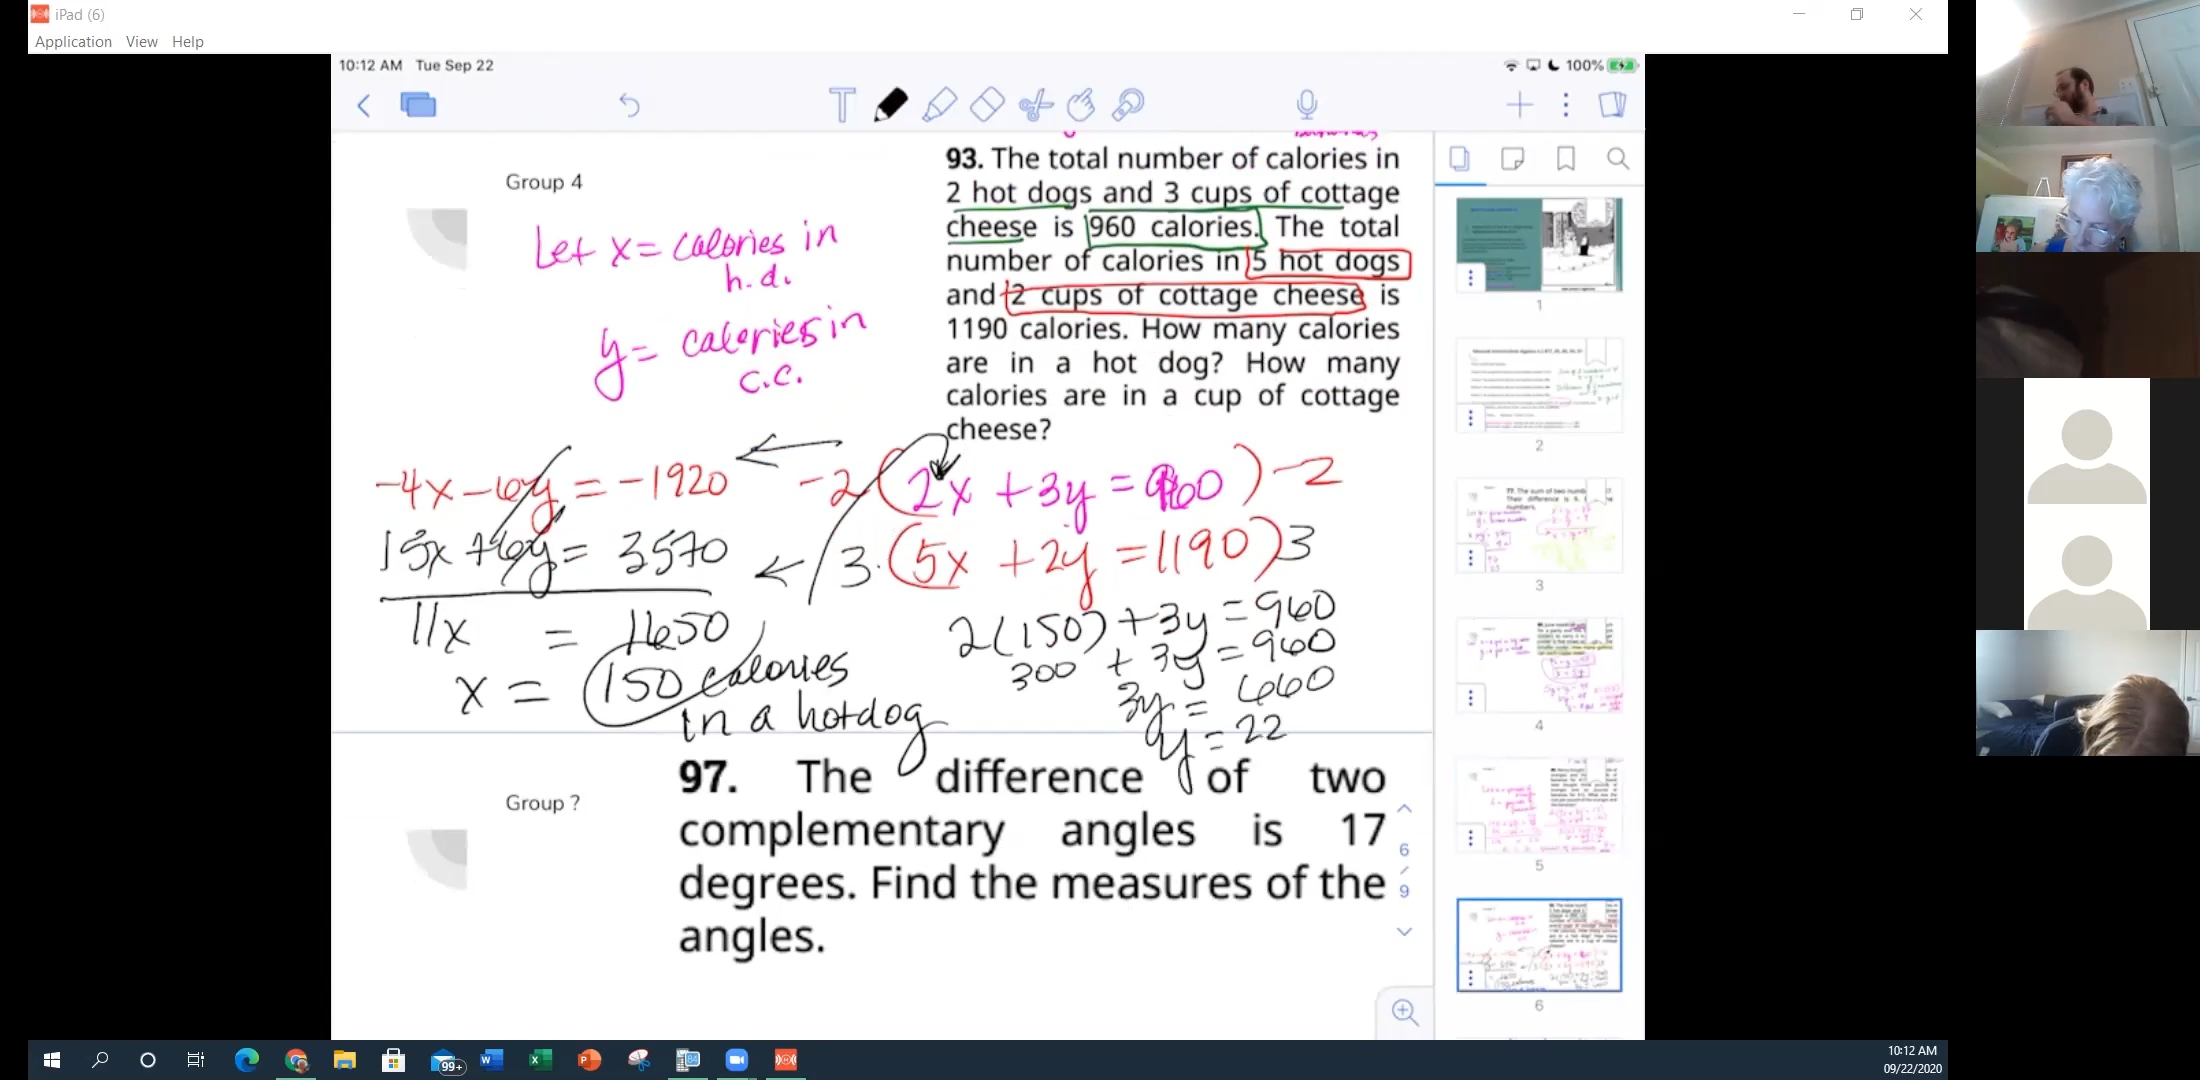 iPad (6)
Application View Help
10:12 AM Tue Sep 22
100%
Group 4
93. The total number of calories in
2 hot dogs and 3 cups of cottage
cheese is 960 calories. The total
number of calories in 5 hot dogs
and 2 cups of cottage cheese is
1190 calories. How many calories
are in a hot dog? How many
calories are in a cup of cottage
cheese?
Let x = calories in
h.d.
y = calories in
c.c.
-4x - 6y = -1920
-2 (2x + 3y = 960) -2
15x + 6y = 3570
3. (5x + 2y = 1190) 3
11x = 1650
x = 150 calories
in a hotdog
2(150) + 3y = 960
300 + 3y = 960
3y = 660
y = 22
Group ?
97. The difference of two
complementary angles is 17
degrees. Find the measures of the
angles.
6
/
9
1
2
3
4
5
6
99+
10:12 AM
09/22/2020